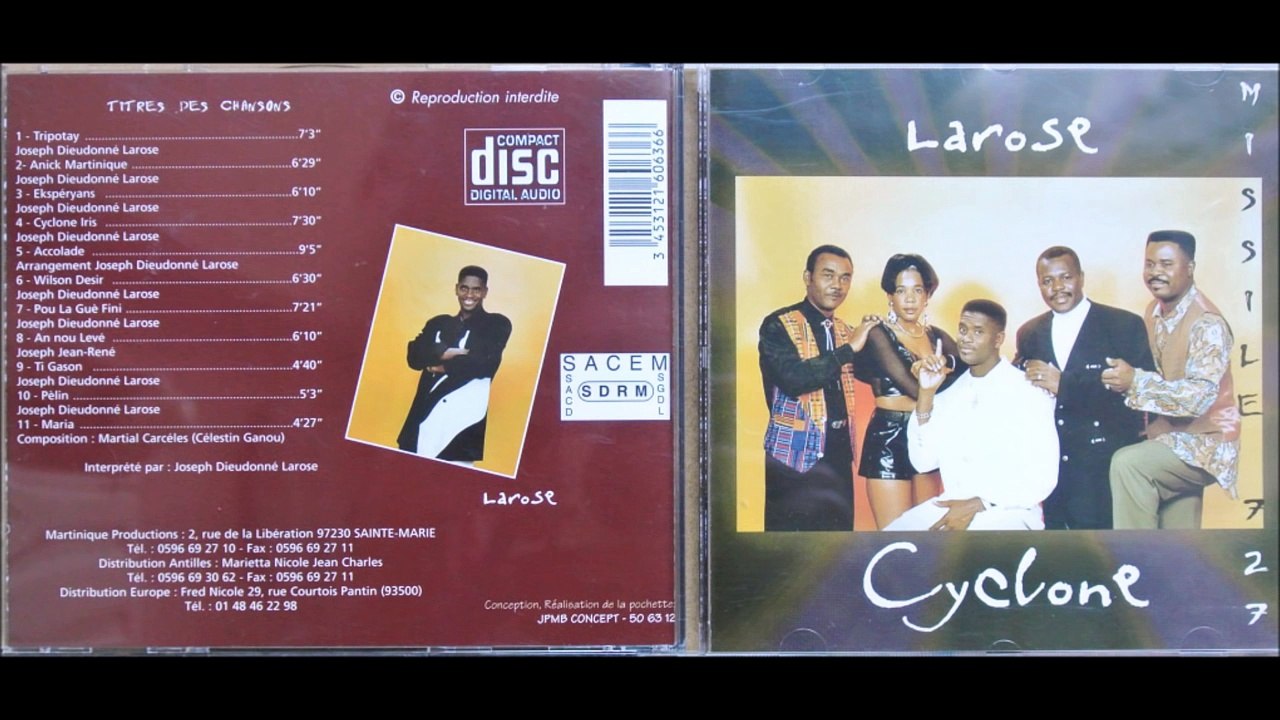 TITRES DES CHANSONS
1 - Tripotay ........ 7'3"
Joseph Dieudonné Larose
2- Anick Martinique ........ 6'29"
Joseph Dieudonné Larose
3 - Ekspéryans ........ 6'10"
Joseph Dieudonné Larose
4 - Cyclone Iris ........ 7'30"
Joseph Dieudonné Larose
5 - Accolade ........ 9'5"
Arrangement Joseph Dieudonné Larose
6 - Wilson Desir ........ 6'30"
Joseph Dieudonné Larose
7 - Pou La Guè Fini ........ 7'21"
Joseph Dieudonné Larose
8 - An nou Levé ........ 6'10"
Joseph Jean-René
9 - Ti Gason ........ 4'40"
Joseph Dieudonné Larose
10 - Pèlin ........ 5'3"
Joseph Dieudonné Larose
11 - Maria ........ 4'27"
Composition : Martial Carcéles (Célestin Ganou)
Interprété par : Joseph Dieudonné Larose
Martinique Productions : 2, rue de la Libération 97230 SAINTE-MARIE
Tél. : 0596 69 27 10 - Fax : 0596 69 27 11
Distribution Antilles : Marietta Nicole Jean Charles
Tél. : 0596 69 30 62 - Fax : 0596 69 27 11
Distribution Europe : Fred Nicole 29, rue Courtois Pantin (93500)
Tél. : 01 48 46 22 98
© Reproduction interdite
COMPACT
disc
DIGITAL AUDIO
3 453121 606366
SACEM
SACD
SDRM
SGDL
Larose
Conception, Réalisation de la pochette:
JPMB CONCEPT - 50 63 12
Larose
MISSILE 727
Cyclone